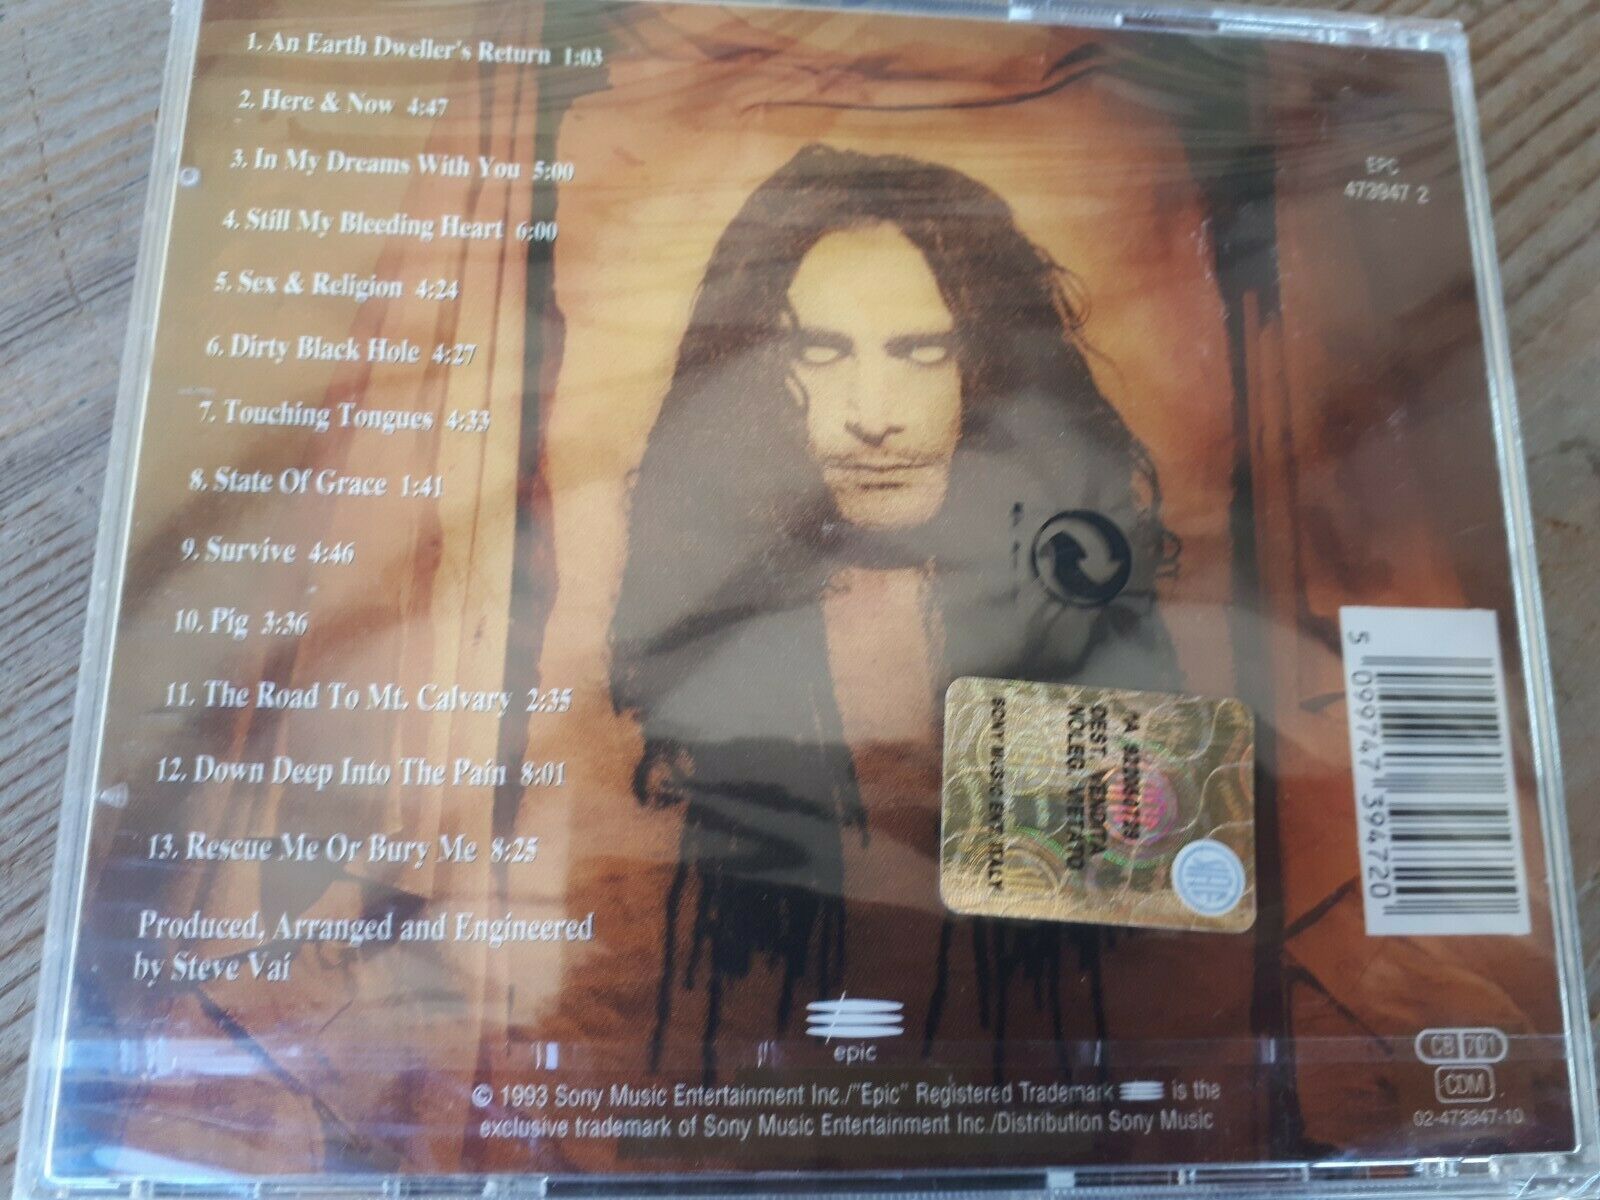 1. An Earth Dweller's Return 1:03
2. Here & Now 4:47
3. In My Dreams With You 5:00
4. Still My Bleeding Heart 6:00
5. Sex & Religion 4:24
6. Dirty Black Hole 4:27
7. Touching Tongues 4:33
8. State Of Grace 1:41
9. Survive 4:46
10. Pig 3:36
11. The Road To Mt. Calvary 2:35
12. Down Deep Into The Pain 8:01
13. Rescue Me Or Bury Me 8:25
Produced, Arranged and Engineered
by Steve Vai
EPC
473947 2
DEST. VENDITA
NOLEG. VIETATO
SONY MUSIC ENT. ITALY
5 099747 394720
epic
© 1993 Sony Music Entertainment Inc./"Epic" Registered Trademark is the
exclusive trademark of Sony Music Entertainment Inc./Distribution Sony Music
CB 701
CDM
02-473947-10